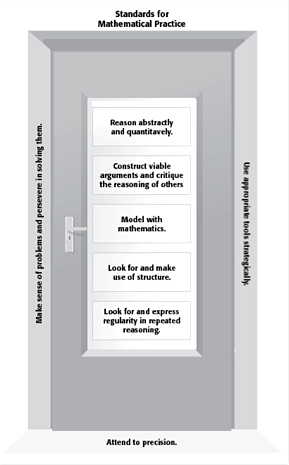 Standards for
Mathematical Practice
Make sense of problems and persevere in solving them.
Reason abstractly
and quantitavely.
Construct viable
arguments and critique
the reasoning of others
Model with
mathematics.
Look for and make
use of structure.
Look for and express
regularity in repeated
reasoning.
Use appropriate tools strategically.
Attend to precision.